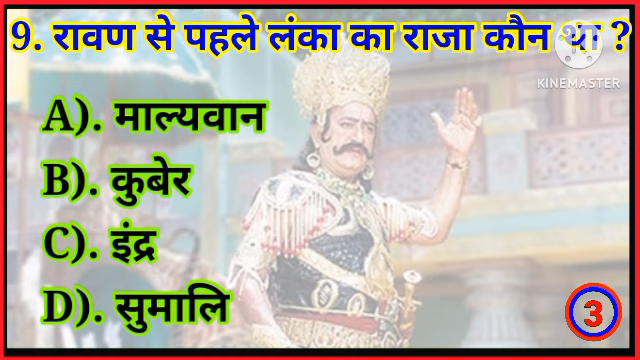 9. रावण से पहले लंका का राजा कौन था ?
KINEMASTER
A). माल्यवान
B). कुबेर
C). इंद्र
D). सुमालि
3